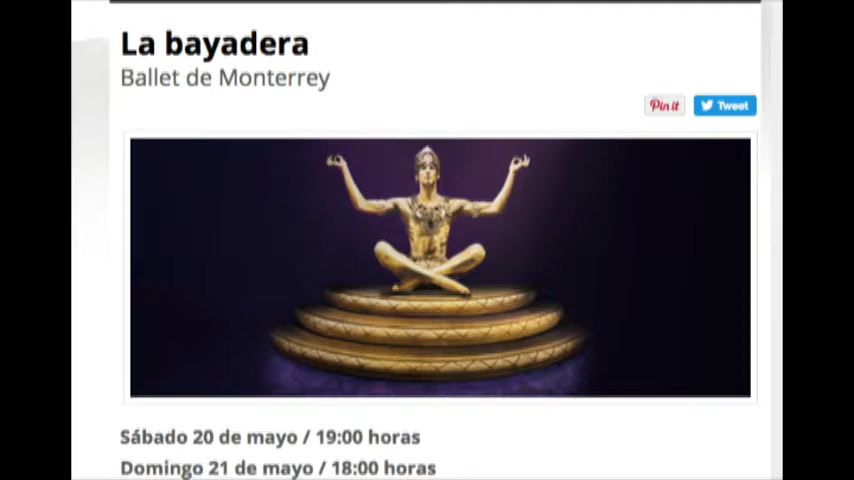 La bayadera
Ballet de Monterrey
Pin it
Tweet
Sábado 20 de mayo / 19:00 horas
Domingo 21 de mayo / 18:00 horas